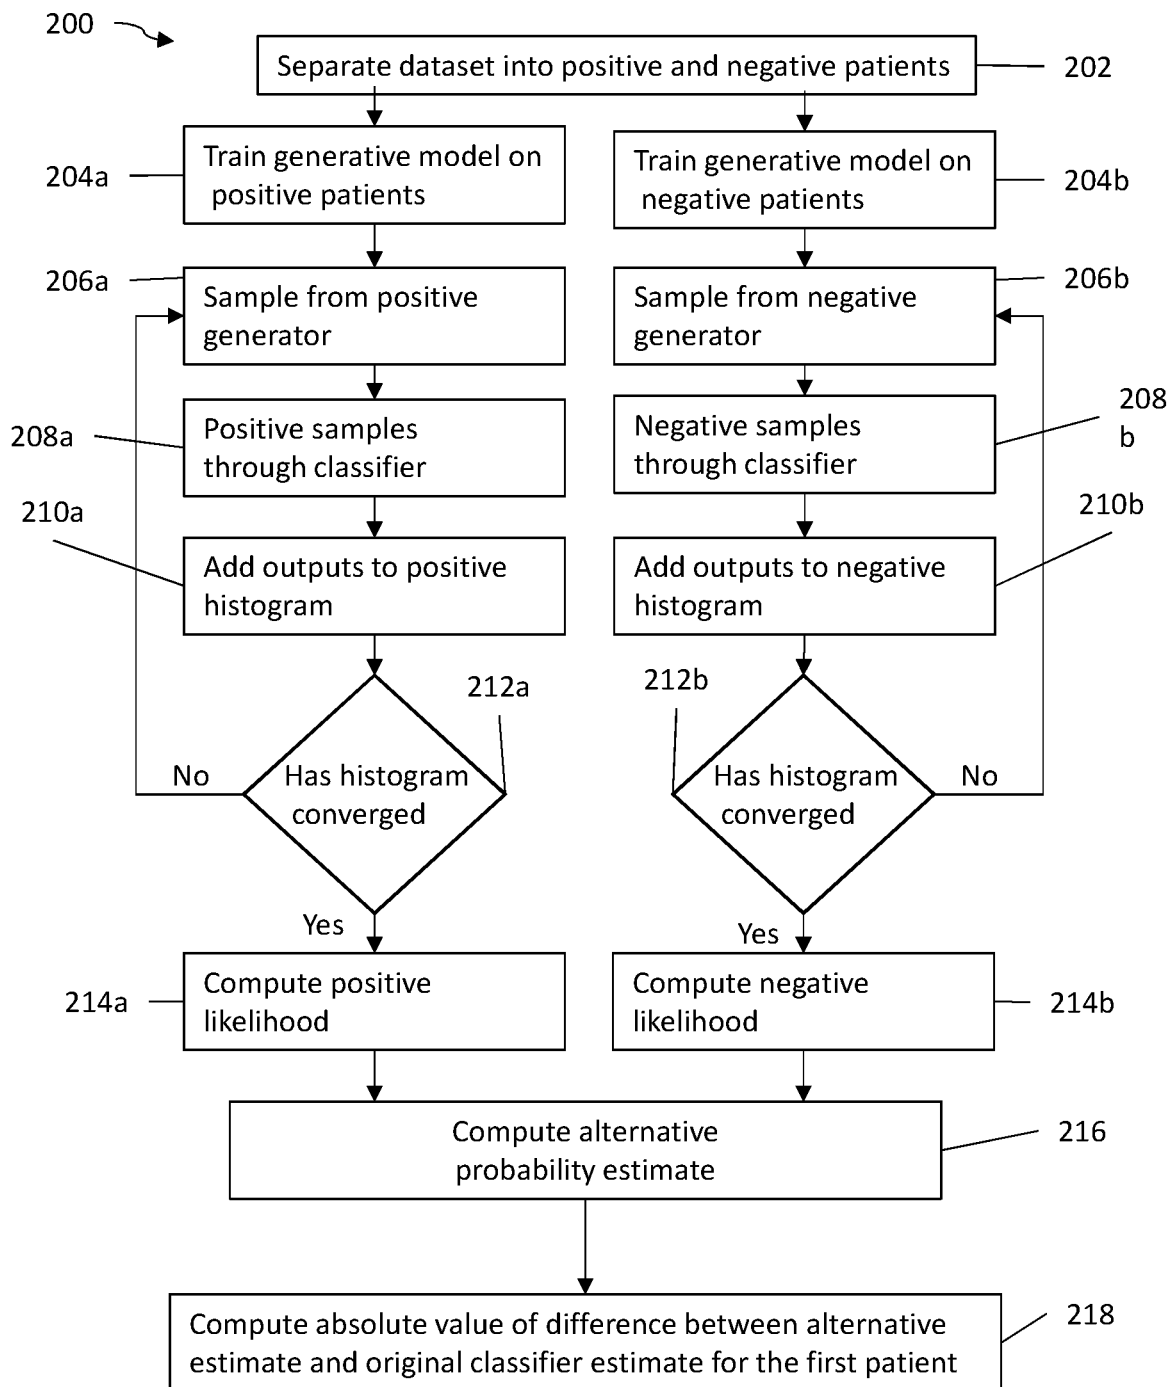 200
Separate dataset into positive and negative patients
202
204a
Train generative model on
positive patients
Train generative model on
negative patients
204b
206a
Sample from positive
generator
Sample from negative
generator
206b
208a
Positive samples
through classifier
Negative samples
through classifier
208
b
210a
Add outputs to positive
histogram
Add outputs to negative
histogram
210b
212a
212b
No
Has histogram
converged
Has histogram
converged
No
Yes
Yes
214a
Compute positive
likelihood
Compute negative
likelihood
214b
Compute alternative
probability estimate
216
Compute absolute value of difference between alternative
estimate and original classifier estimate for the first patient
218